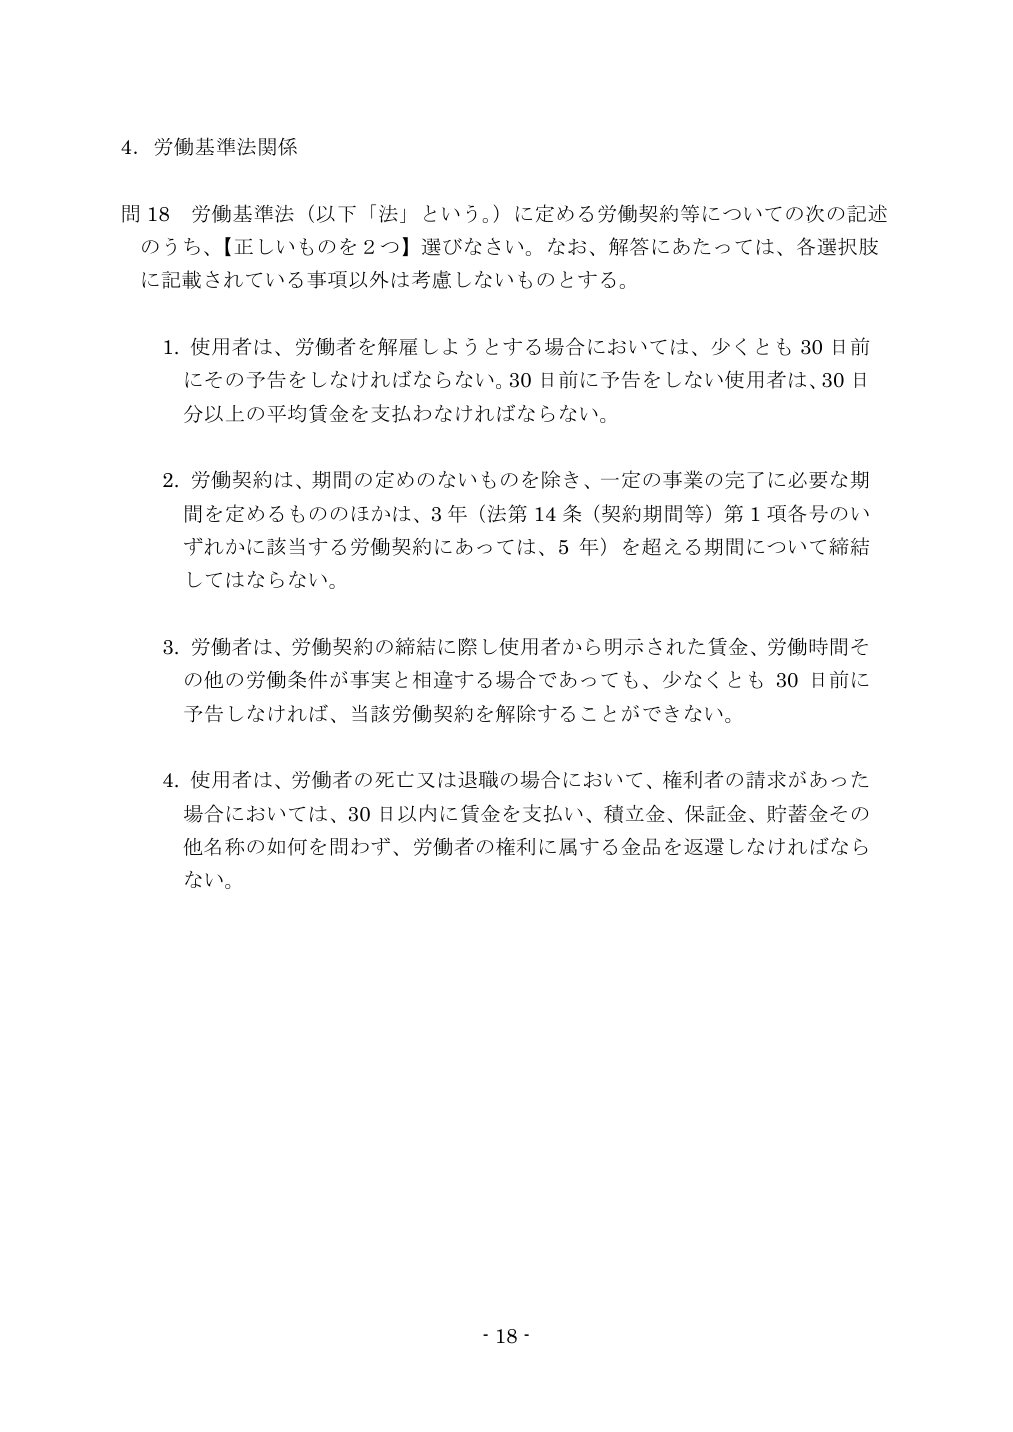 4．労働基準法関係
問 18　労働基準法（以下「法」という。）に定める労働契約等についての次の記述
のうち、【正しいものを２つ】選びなさい。なお、解答にあたっては、各選択肢
に記載されている事項以外は考慮しないものとする。
1. 使用者は、労働者を解雇しようとする場合においては、少くとも 30 日前
にその予告をしなければならない。30 日前に予告をしない使用者は、30 日
分以上の平均賃金を支払わなければならない。
2. 労働契約は、期間の定めのないものを除き、一定の事業の完了に必要な期
間を定めるもののほかは、3 年（法第 14 条（契約期間等）第 1 項各号のい
ずれかに該当する労働契約にあっては、5 年）を超える期間について締結
してはならない。
3. 労働者は、労働契約の締結に際し使用者から明示された賃金、労働時間そ
の他の労働条件が事実と相違する場合であっても、少なくとも 30 日前に
予告しなければ、当該労働契約を解除することができない。
4. 使用者は、労働者の死亡又は退職の場合において、権利者の請求があった
場合においては、30 日以内に賃金を支払い、積立金、保証金、貯蓄金その
他名称の如何を問わず、労働者の権利に属する金品を返還しなければなら
ない。
- 18 -